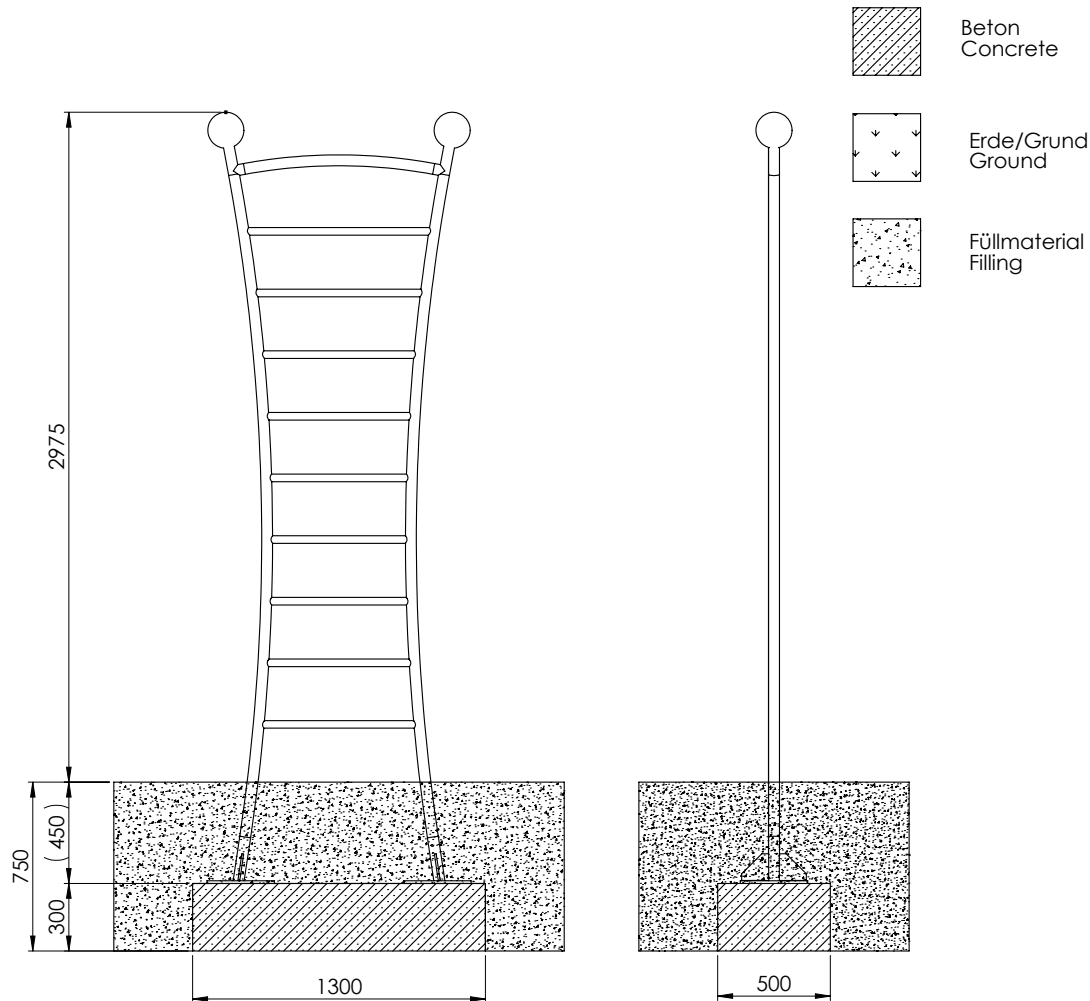 Beton
Concrete
Erde/Grund
Ground
Füllmaterial
Filling
2975
750
( 450 )
300
1300
500